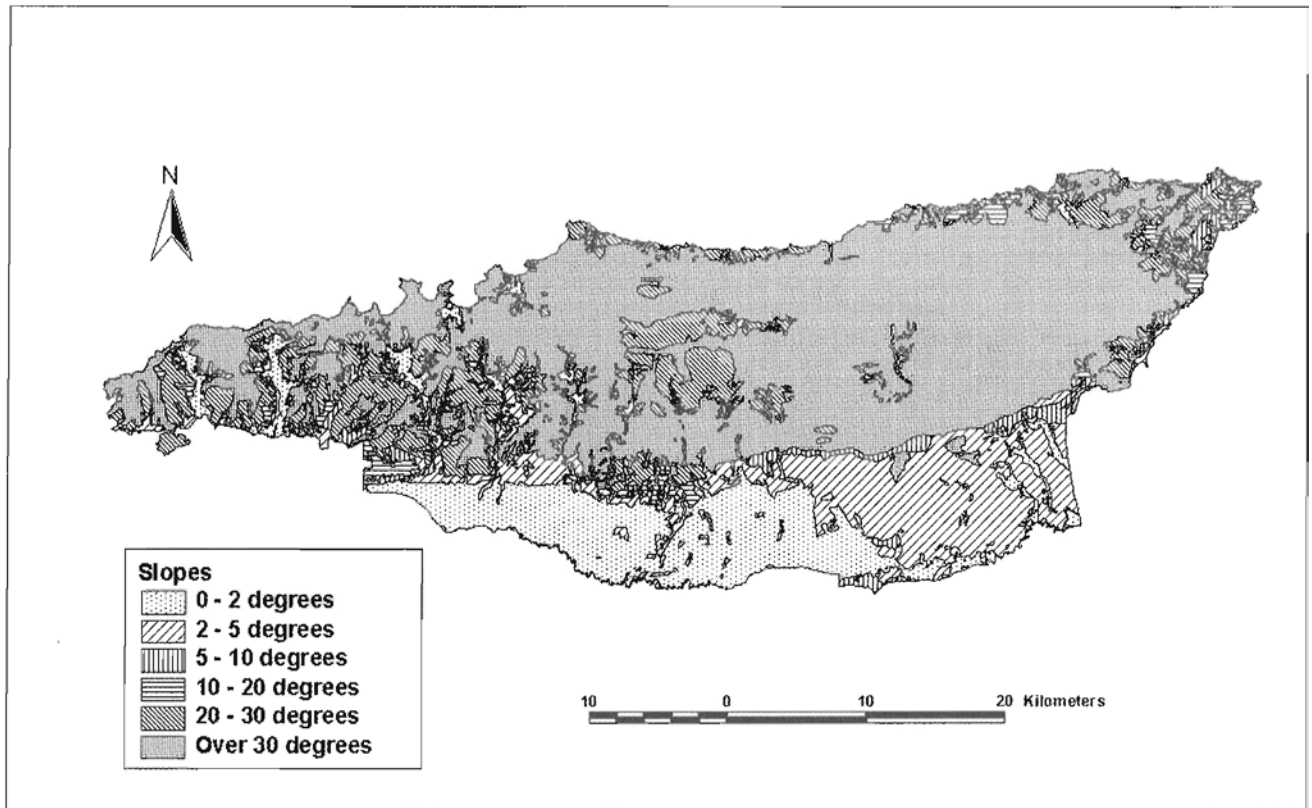 N
Slopes
0 - 2 degrees
2 - 5 degrees
5 - 10 degrees
10 - 20 degrees
20 - 30 degrees
Over 30 degrees
10 0 10 20 Kilometers